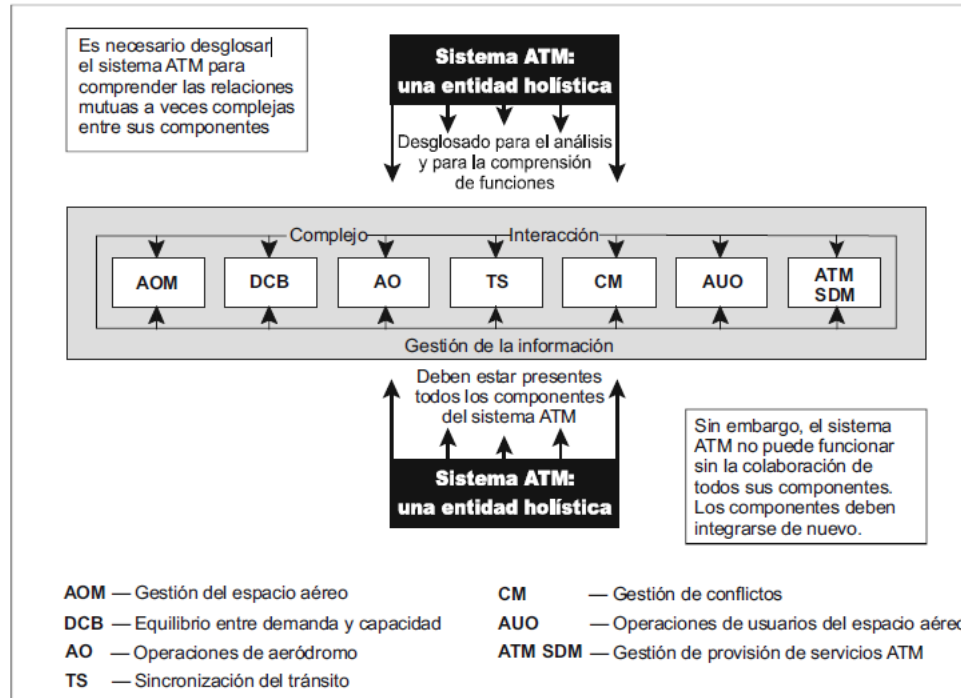 Es necesario desglosar
el sistema ATM para
comprender las relaciones
mutuas a veces complejas
entre sus componentes
Sistema ATM:
una entidad holística
Desglosado para el análisis
y para la comprensión
de funciones
Complejo
Interacción
AOM
DCB
AO
TS
CM
AUO
ATM
SDM
Gestión de la información
Deben estar presentes
todos los componentes
del sistema ATM
Sistema ATM:
una entidad holística
Sin embargo, el sistema
ATM no puede funcionar
sin la colaboración de
todos sus componentes.
Los componentes deben
integrarse de nuevo.
AOM — Gestión del espacio aéreo
DCB — Equilibrio entre demanda y capacidad
AO — Operaciones de aeródromo
TS — Sincronización del tránsito
CM — Gestión de conflictos
AUO — Operaciones de usuarios del espacio aéreo
ATM SDM — Gestión de provisión de servicios ATM